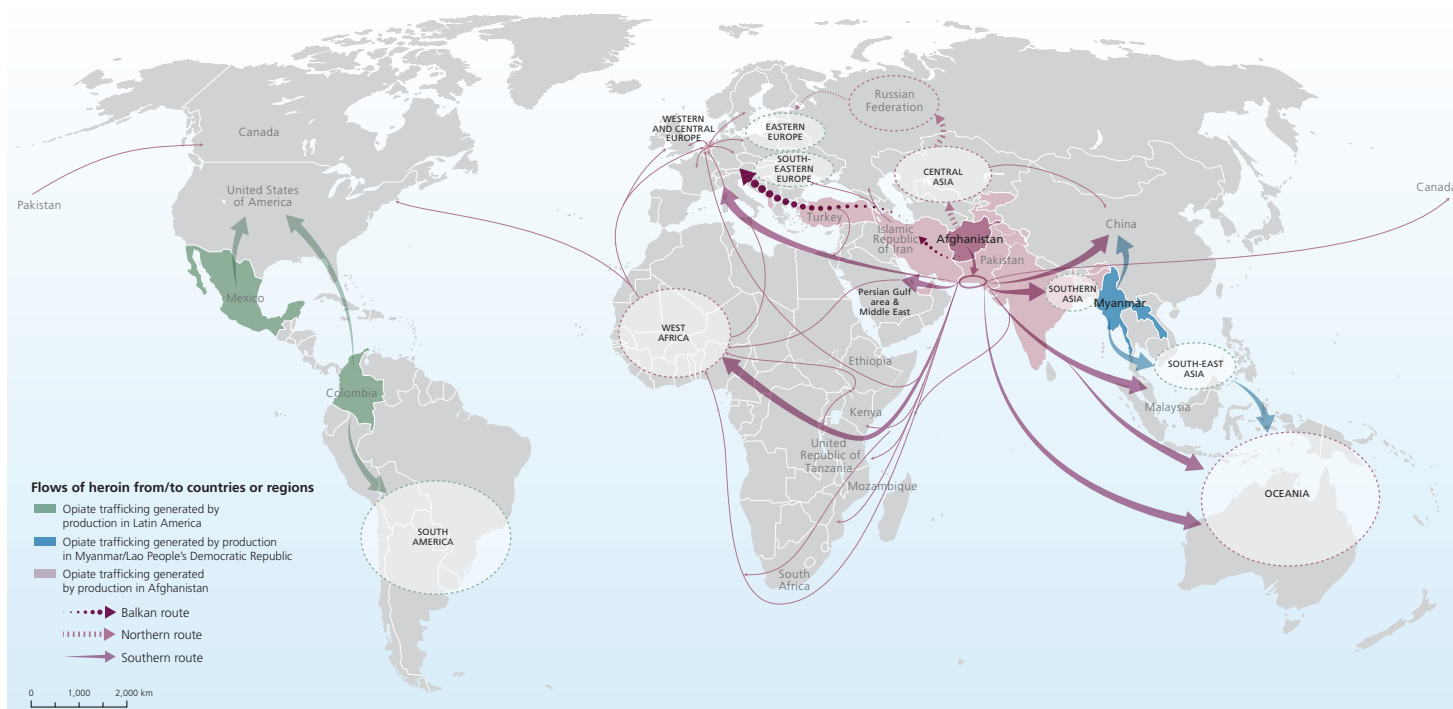 WESTERN
AND CENTRAL
EUROPE
EASTERN
EUROPE
SOUTH-
EASTERN
EUROPE
Russian
Federation
CENTRAL
ASIA
Canada
United States
of America
Pakistan
Canada
China
Turkey
Islamic
Republic
of Iran
Afghanistan
Pakistan
Mexico
Persian Gulf
area &
Middle East
SOUTHERN
ASIA
Myanmar
WEST
AFRICA
Ethiopia
SOUTH-EAST
ASIA
Colombia
Kenya
Malaysia
United
Republic of
Tanzania
Mozambique
OCEANIA
SOUTH
AMERICA
South
Africa
Flows of heroin from/to countries or regions
Opiate trafficking generated by
production in Latin America
Opiate trafficking generated by production
in Myanmar/Lao People's Democratic Republic
Opiate trafficking generated
by production in Afghanistan
Balkan route
Northern route
Southern route
0 1,000 2,000 km